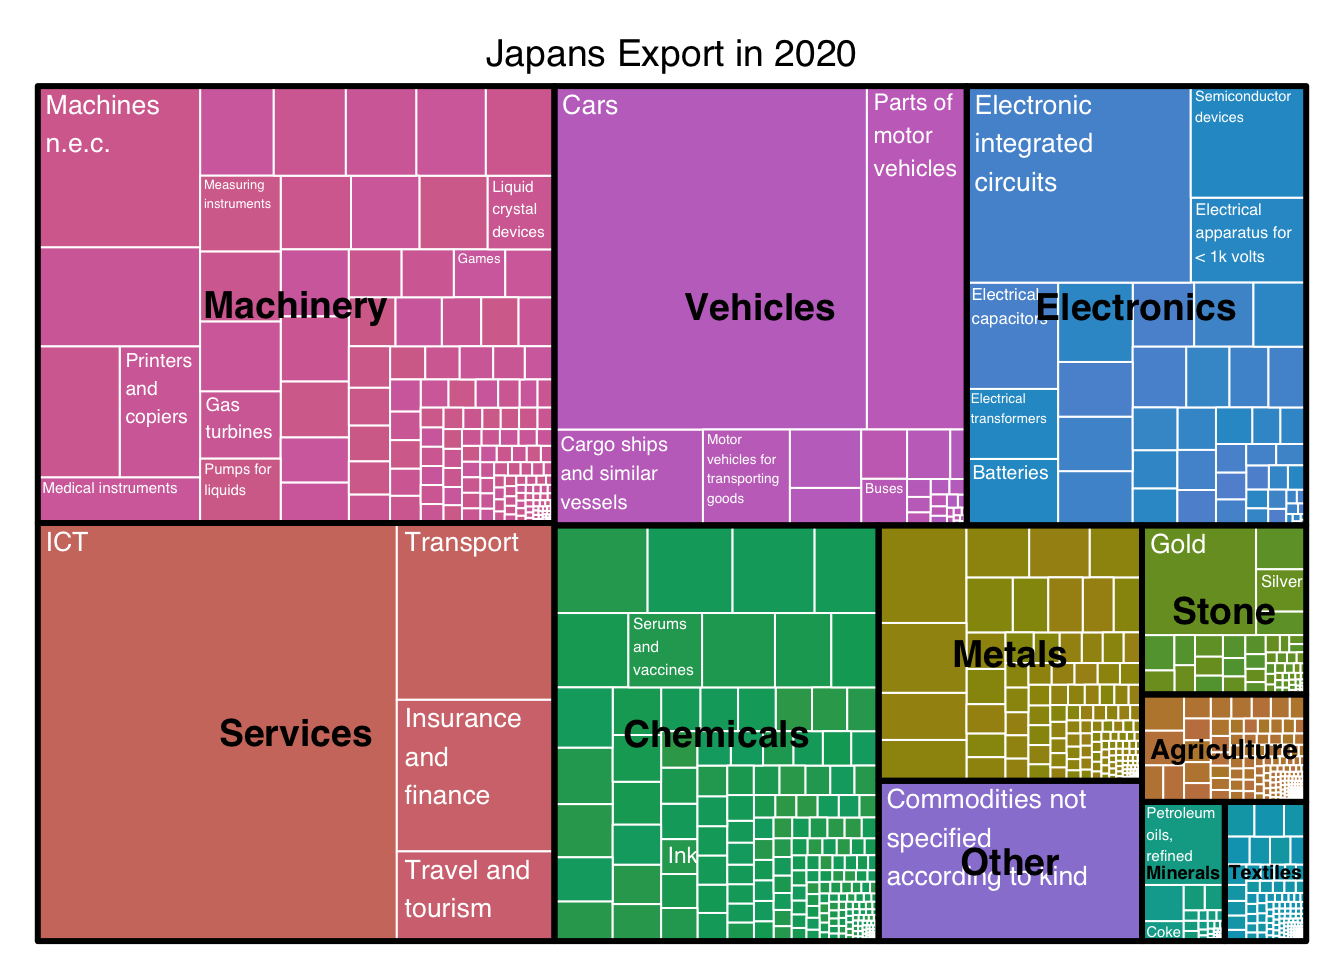 Japans Export in 2020
Machines
n.e.c.
Measuring
instruments
Liquid
crystal
devices
Games
Machinery
Printers
and
copiers
Gas
turbines
Pumps for
liquids
Medical instruments
Cars
Parts of
motor
vehicles
Vehicles
Cargo ships
and similar
vessels
Motor
vehicles for
transporting
goods
Buses
Electronic
integrated
circuits
Semiconductor
devices
Electrical
apparatus for
< 1k volts
Electrical
capacitors
Electronics
Electrical
transformers
Batteries
ICT
Transport
Services
Insurance
and
finance
Travel and
tourism
Serums
and
vaccines
Chemicals
Ink
Metals
Commodities not
specified
according to kind
Other
Gold
Silver
Stone
Agriculture
Petroleum
oils,
refined
Minerals
Coke
Textiles